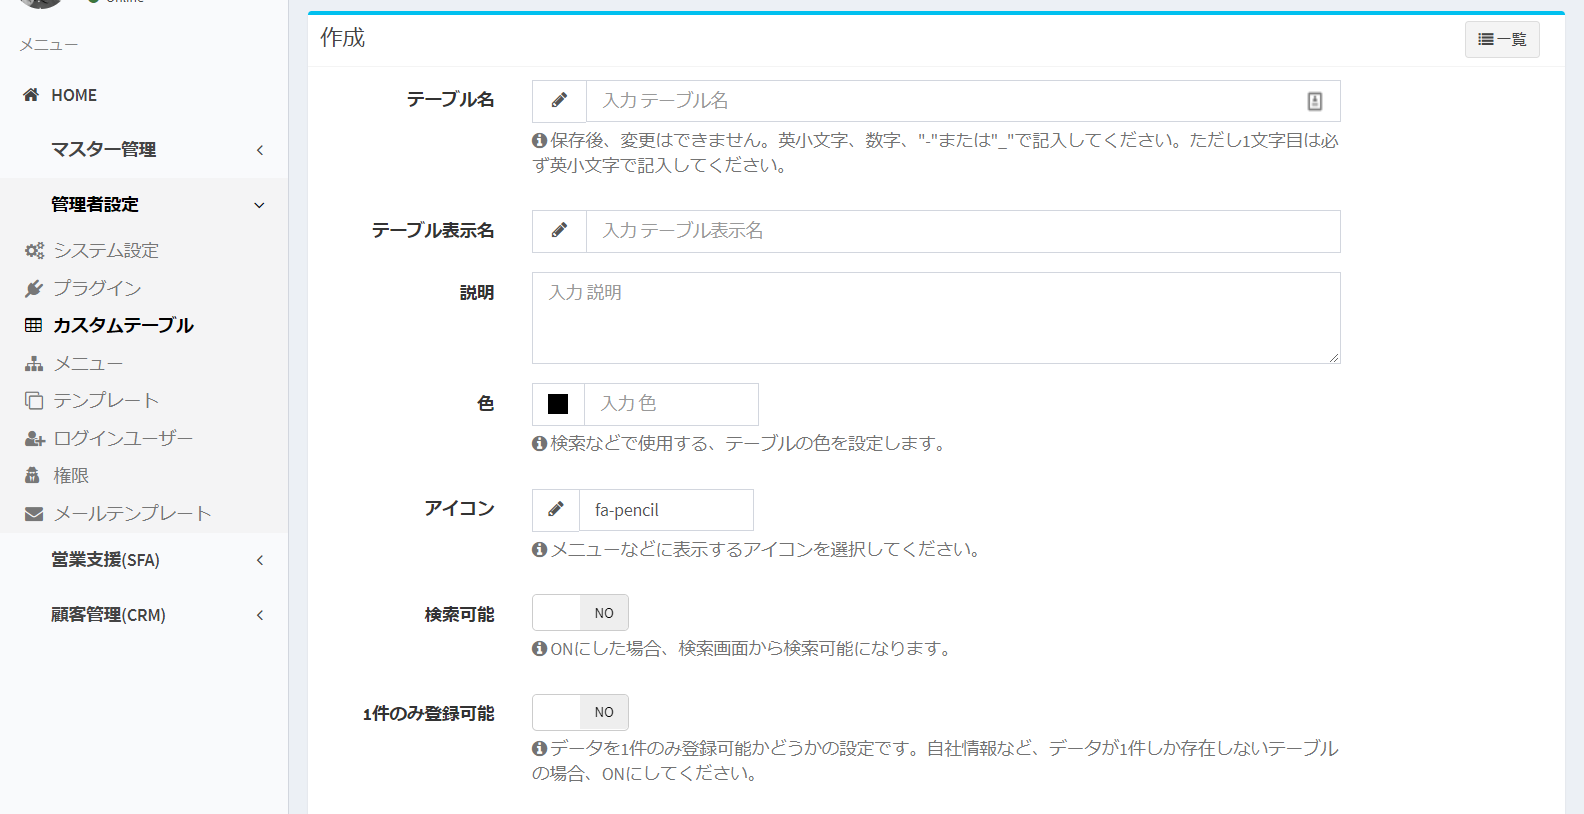 メニュー
HOME
マスター管理
管理者設定
システム設定
プラグイン
カスタムテーブル
メニュー
テンプレート
ログインユーザー
権限
メールテンプレート
営業支援(SFA)
顧客管理(CRM)
作成
一覧
テーブル名
入力 テーブル名
保存後、変更はできません。英小文字、数字、"-"または"_"で記入してください。ただし1文字目は必
ず英小文字で記入してください。
テーブル表示名
入力 テーブル表示名
説明
入力 説明
色
入力 色
検索などで使用する、テーブルの色を設定します。
アイコン
fa-pencil
メニューなどに表示するアイコンを選択してください。
検索可能
NO
ONにした場合、検索画面から検索可能になります。
1件のみ登録可能
NO
データを1件のみ登録可能かどうかの設定です。自社情報など、データが1件しか存在しないテーブル
の場合、ONにしてください。